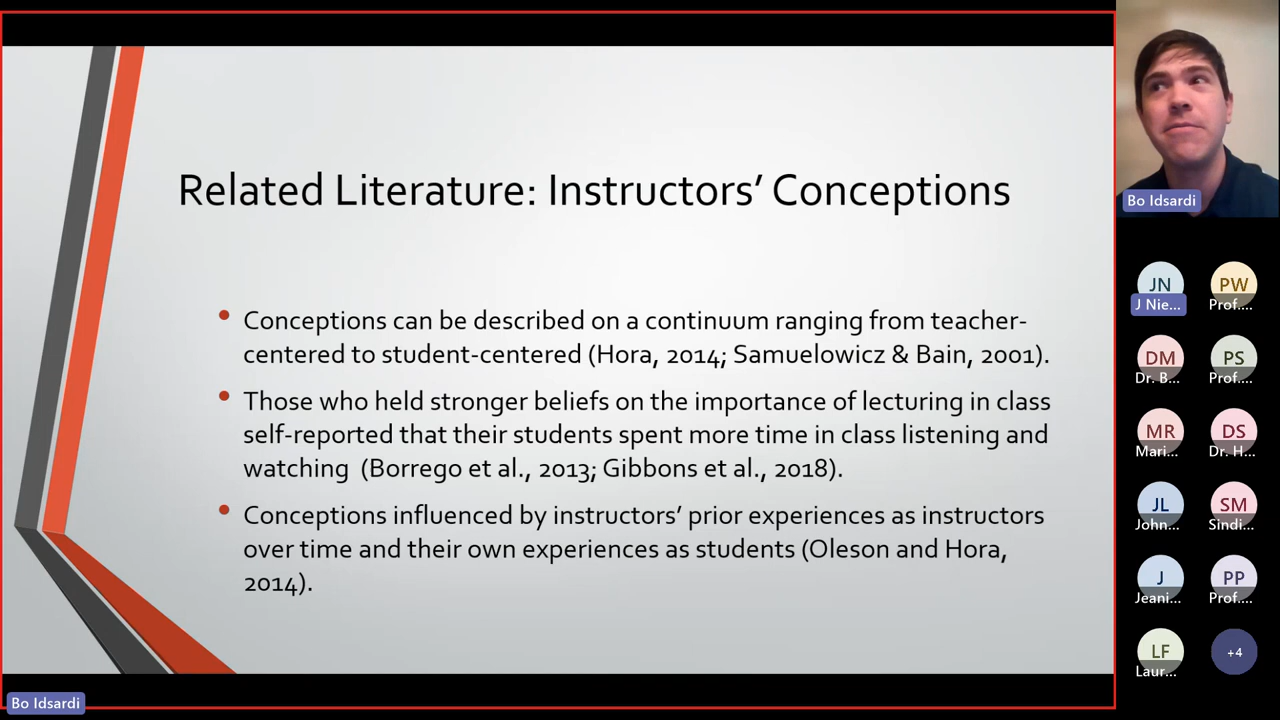 Related Literature: Instructors’ Conceptions
• Conceptions can be described on a continuum ranging from teacher-
centered to student-centered (Hora, 2014; Samuelowicz & Bain, 2001).
• Those who held stronger beliefs on the importance of lecturing in class
self-reported that their students spent more time in class listening and
watching  (Borrego et al., 2013; Gibbons et al., 2018).
• Conceptions influenced by instructors’ prior experiences as instructors
over time and their own experiences as students (Oleson and Hora,
2014).
Bo Idsardi
Bo Idsardi
JN
PW
J Nie...
Prof....
DM
PS
Dr. B...
Prof....
MR
DS
Mari...
Dr. H...
JL
SM
John...
Sindi...
J
PP
Jeani...
Prof....
LF
+4
Laur...